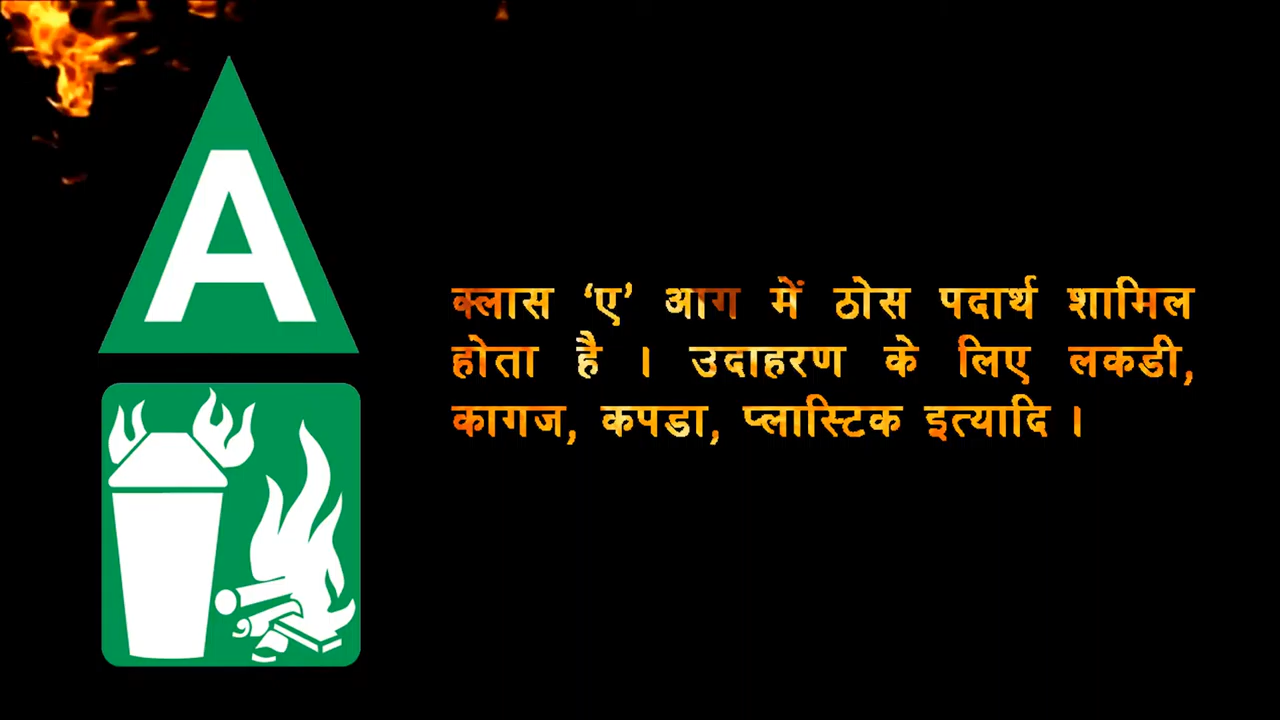 A
क्लास ‘ए’ आग में ठोस पदार्थ शामिल
होता है । उदाहरण के लिए लकडी,
कागज, कपडा, प्लास्टिक इत्यादि ।